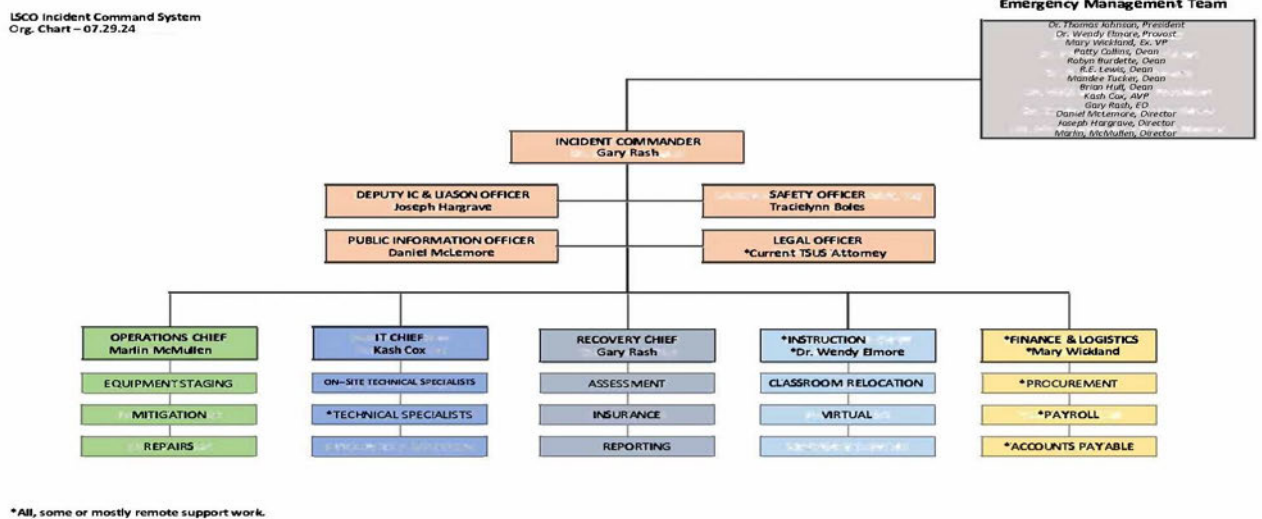 LSCO Incident Command System
Org. Chart – 07.29.24
Emergency Management Team
Dr. Thomas Johnson, President
Dr. Wendy Elmore, Provost
Mary Wickland, Ex. VP
Patty Collins, Dean
Robyn Burdette, Dean
R.E. Lewis, Dean
Mandee Tucker, Dean
Brian Hull, Dean
Kash Cox, AVP
Gary Rash, ED
Daniel McLemore, Director
Joseph Hargrave, Director
Marlin, McMullen, Director
INCIDENT COMMANDER
Gary Rash
DEPUTY IC & LIASON OFFICER
Joseph Hargrave
SAFETY OFFICER
Tracielynn Boles
PUBLIC INFORMATION OFFICER
Daniel McLemore
LEGAL OFFICER
*Current TSUS Attorney
OPERATIONS CHIEF
Marlin McMullen
EQUIPMENT STAGING
MITIGATION
REPAIRS
IT CHIEF
Kash Cox
ON-SITE TECHNICAL SPECIALISTS
*TECHNICAL SPECIALISTS
RECOVERY CHIEF
Gary Rash
ASSESSMENT
INSURANCE
REPORTING
*INSTRUCTION
*Dr. Wendy Elmore
CLASSROOM RELOCATION
VIRTUAL
*FINANCE & LOGISTICS
*Mary Wickland
*PROCUREMENT
*PAYROLL
*ACCOUNTS PAYABLE
*All, some or mostly remote support work.